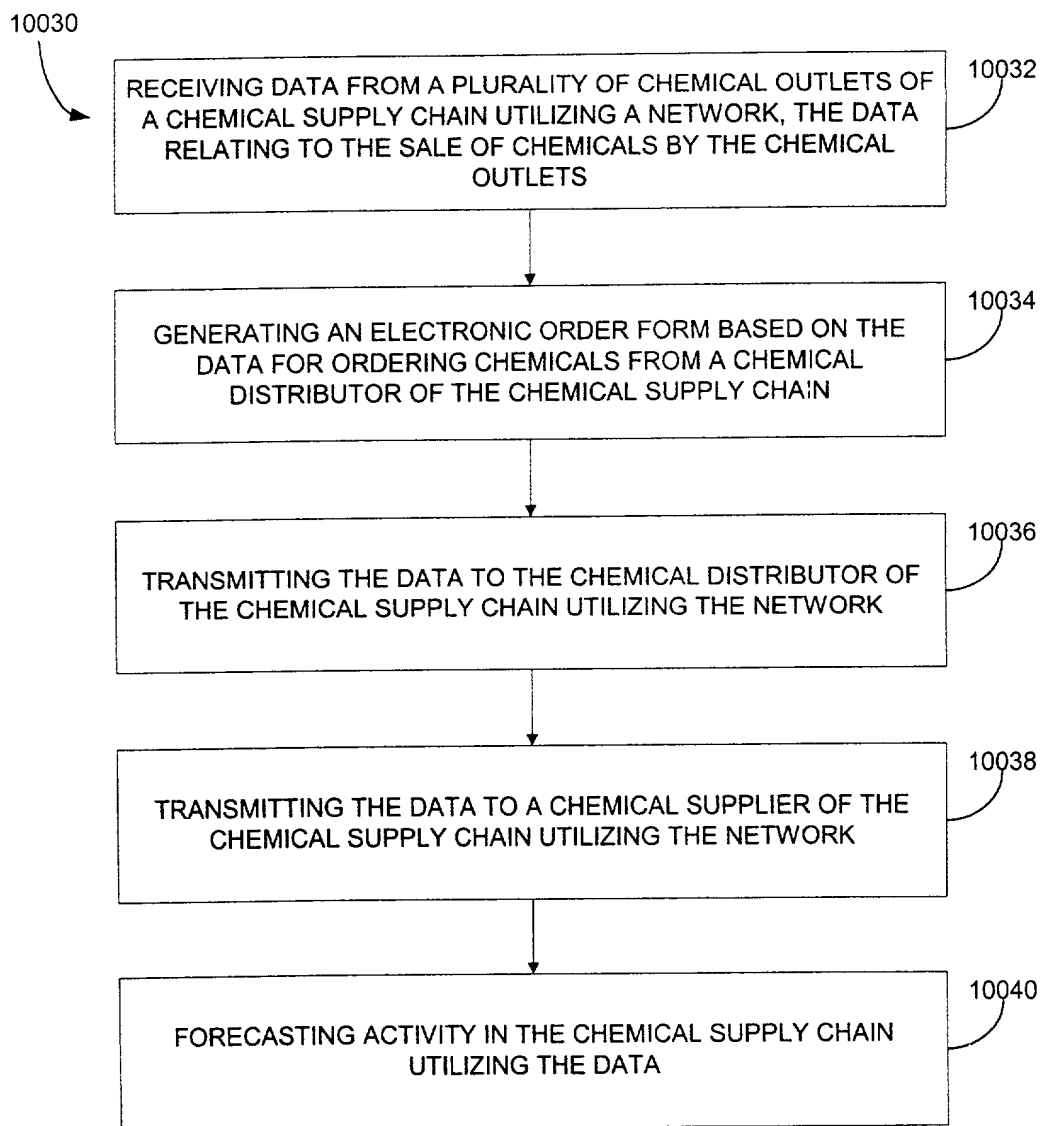 10030
10032
RECEIVING DATA FROM A PLURALITY OF CHEMICAL OUTLETS OF
A CHEMICAL SUPPLY CHAIN UTILIZING A NETWORK, THE DATA
RELATING TO THE SALE OF CHEMICALS BY THE CHEMICAL
OUTLETS
10034
GENERATING AN ELECTRONIC ORDER FORM BASED ON THE
DATA FOR ORDERING CHEMICALS FROM A CHEMICAL
DISTRIBUTOR OF THE CHEMICAL SUPPLY CHAIN
10036
TRANSMITTING THE DATA TO THE CHEMICAL DISTRIBUTOR OF
THE CHEMICAL SUPPLY CHAIN UTILIZING THE NETWORK
10038
TRANSMITTING THE DATA TO A CHEMICAL SUPPLIER OF THE
CHEMICAL SUPPLY CHAIN UTILIZING THE NETWORK
10040
FORECASTING ACTIVITY IN THE CHEMICAL SUPPLY CHAIN
UTILIZING THE DATA